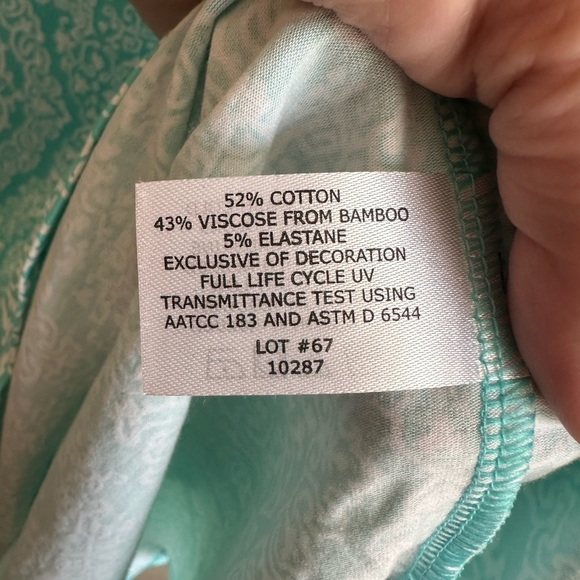 52% COTTON
43% VISCOSE FROM BAMBOO
5% ELASTANE
EXCLUSIVE OF DECORATION
FULL LIFE CYCLE UV
TRANSMITTANCE TEST USING
AATCC 183 AND ASTM D 6544
LOT #67
10287